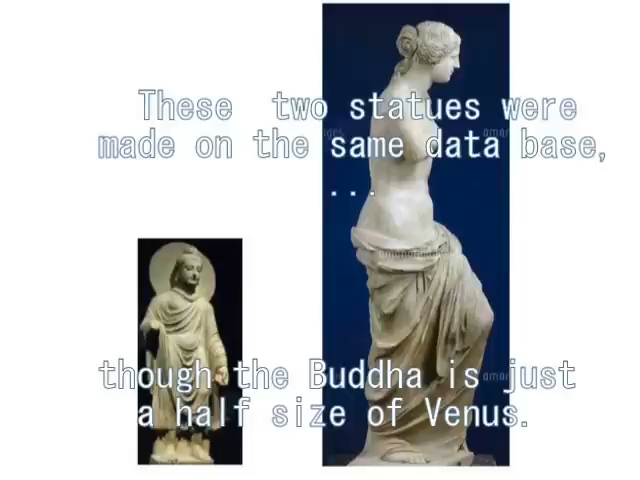 These two statues were
made on the same data base,
...
though the Buddha is just
a half size of Venus.